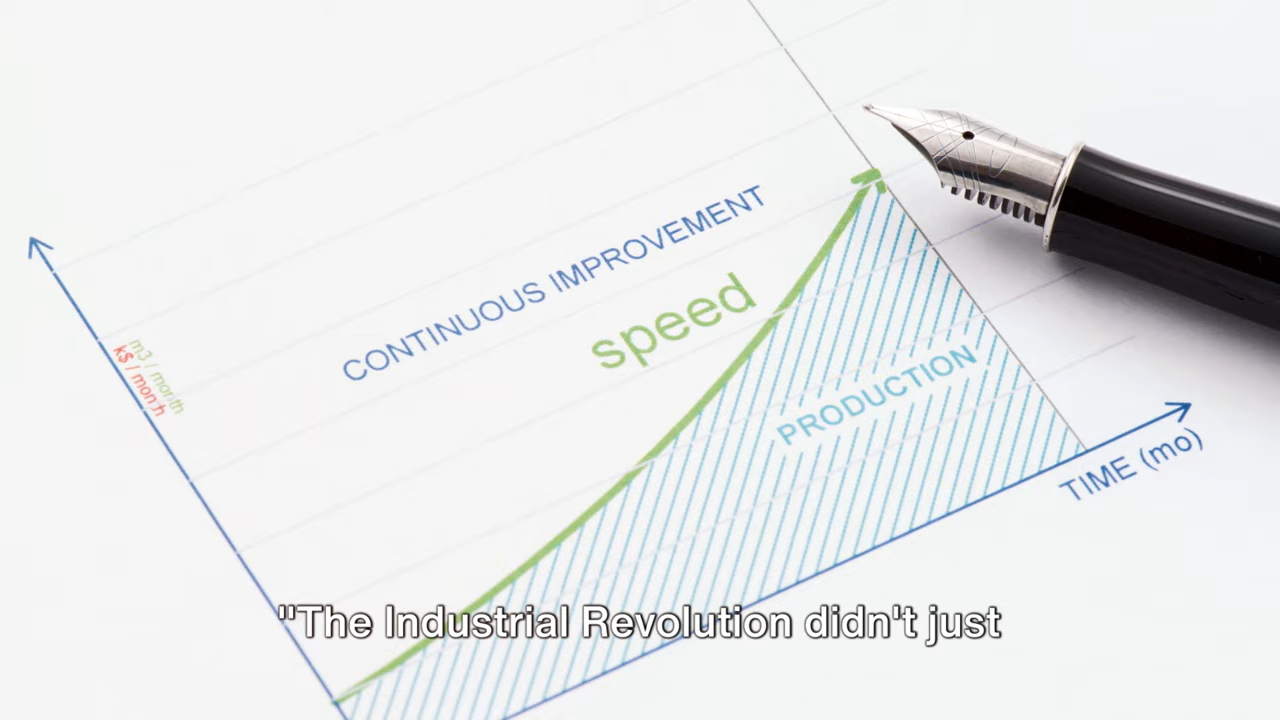 CONTINUOUS IMPROVEMENT
speed
m3 / month
k$ / month
PRODUCTION
TIME (mo)
"The Industrial Revolution didn't just